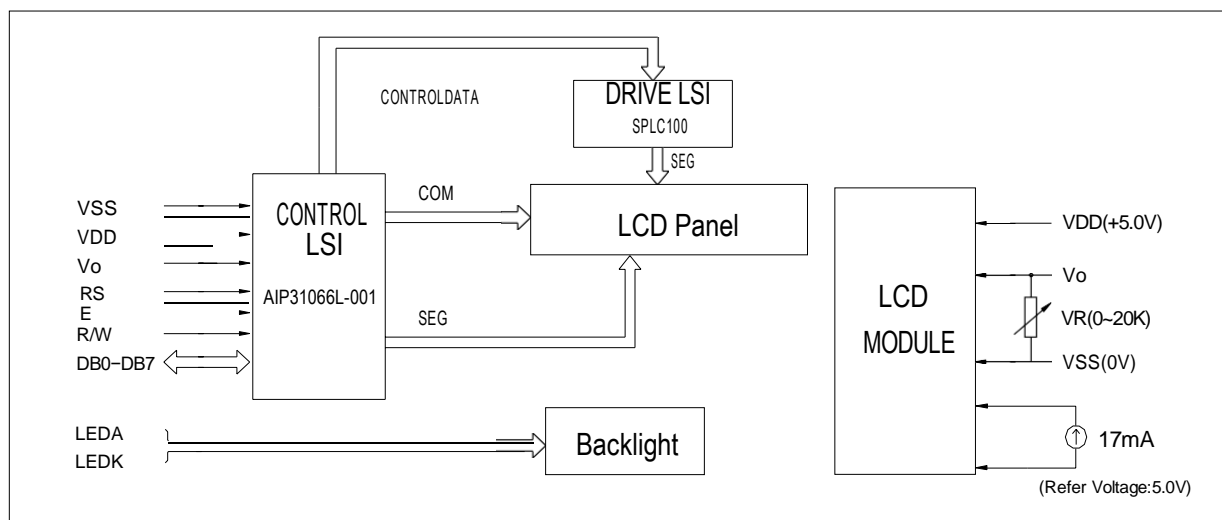 CONTROLDATA
DRIVE LSI
SPLC100
SEG
VSS
VDD
Vo
RS
E
R/W
DB0-DB7
CONTROL
LSI
AIP31066L-001
COM
SEG
LCD Panel
LEDA
LEDK
Backlight
LCD
MODULE
VDD(+5.0V)
Vo
VR(0~20K)
VSS(0V)
17mA
(Refer Voltage:5.0V)